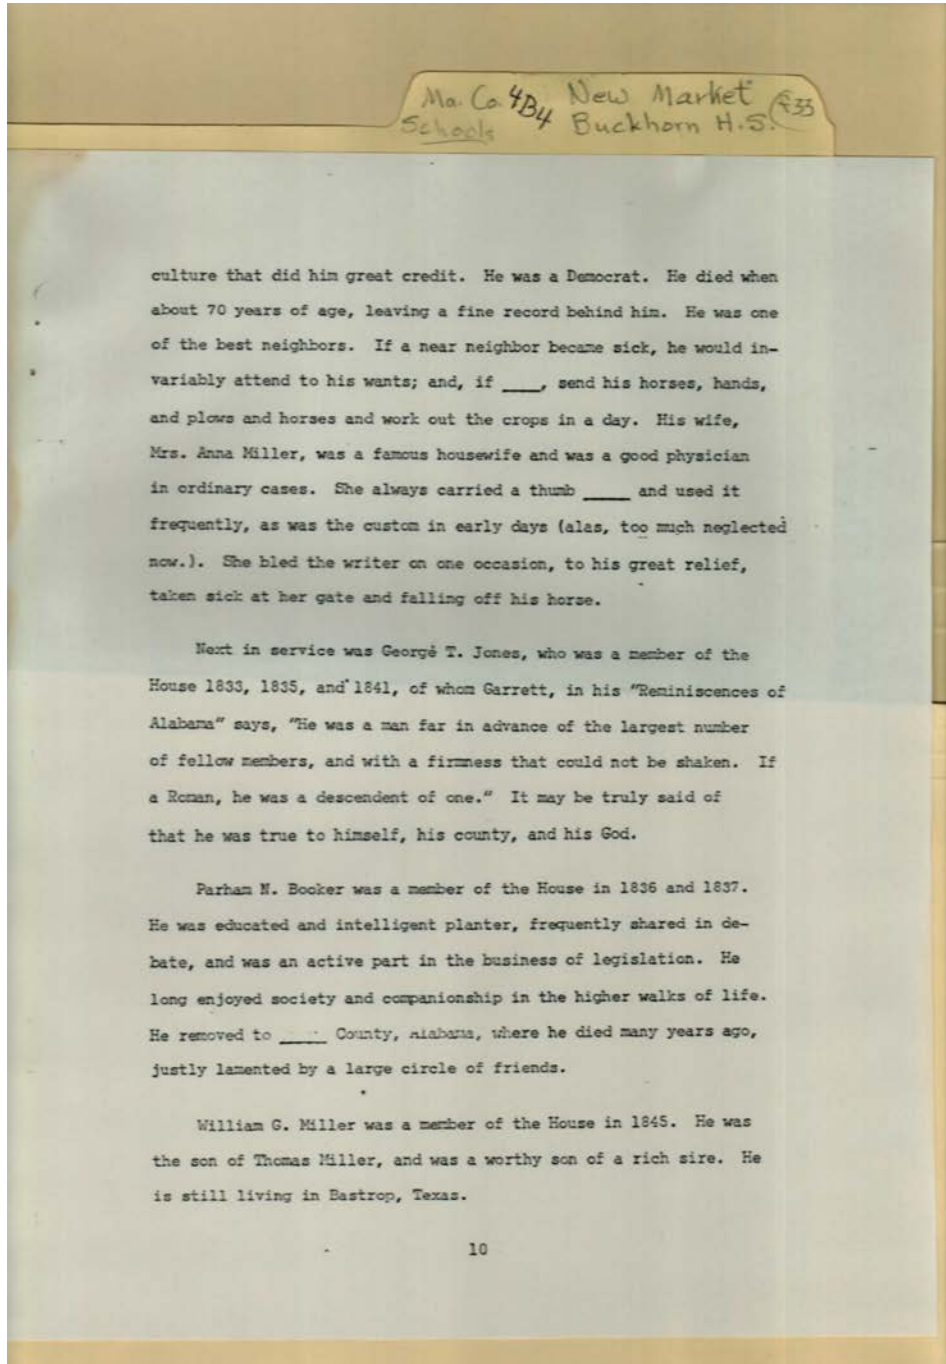 Ma. Co. 4B4 New Market
Schools Buckhorn H.S. 33
culture that did him great credit. He was a Democrat. He died when
about 70 years of age, leaving a fine record behind him. He was one
of the best neighbors. If a near neighbor became sick, he would in-
variably attend to his wants; and, if ____, send his horses, hands,
and plows and horses and work out the crops in a day. His wife,
Mrs. Anna Miller, was a famous housewife and was a good physician
in ordinary cases. She always carried a thumb _____ and used it
frequently, as was the custom in early days (alas, too much neglected
now.). She bled the writer on one occasion, to his great relief,
taken sick at her gate and falling off his horse.
Next in service was George T. Jones, who was a member of the
House 1833, 1835, and 1841, of whom Garrett, in his "Reminiscences of
Alabama" says, "He was a man far in advance of the largest number
of fellow members, and with a firmness that could not be shaken. If
a Roman, he was a descendent of one." It may be truly said of
that he was true to himself, his county, and his God.
Parham N. Booker was a member of the House in 1836 and 1837.
He was educated and intelligent planter, frequently shared in de-
bate, and was an active part in the business of legislation. He
long enjoyed society and companionship in the higher walks of life.
He removed to _____ County, Alabama, where he died many years ago,
justly lamented by a large circle of friends.
William G. Miller was a member of the House in 1845. He was
the son of Thomas Miller, and was a worthy son of a rich sire. He
is still living in Bastrop, Texas.
10